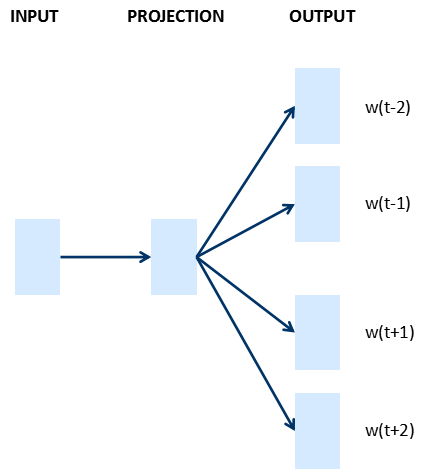 INPUT PROJECTION OUTPUT
w(t-2)
w(t-1)
w(t+1)
w(t+2)